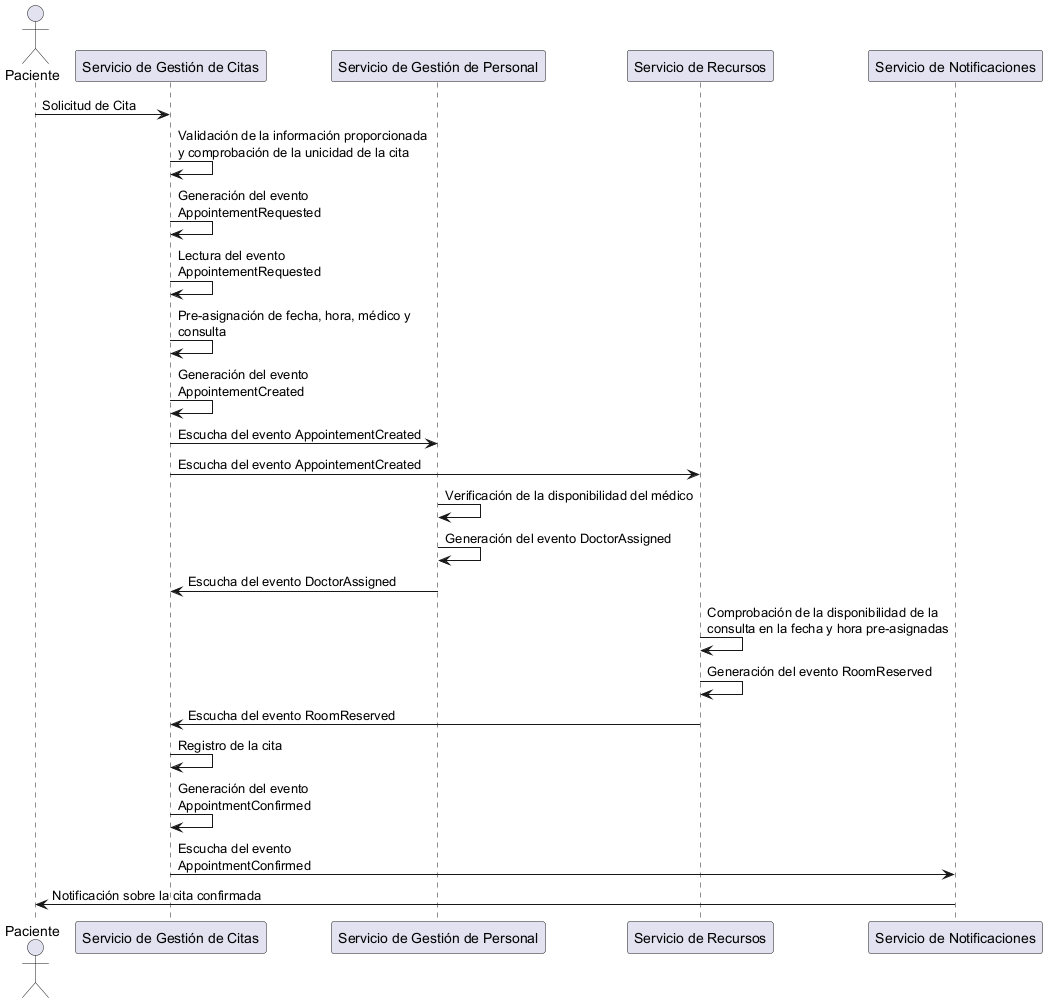 Paciente
Servicio de Gestión de Citas
Servicio de Gestión de Personal
Servicio de Recursos
Servicio de Notificaciones
Solicitud de Cita
Validación de la información proporcionada
y comprobación de la unicidad de la cita
Generación del evento
AppointementRequested
Lectura del evento
AppointementRequested
Pre-asignación de fecha, hora, médico y
consulta
Generación del evento
AppointementCreated
Escucha del evento AppointementCreated
Escucha del evento AppointementCreated
Verificación de la disponibilidad del médico
Generación del evento DoctorAssigned
Escucha del evento DoctorAssigned
Comprobación de la disponibilidad de la
consulta en la fecha y hora pre-asignadas
Generación del evento RoomReserved
Escucha del evento RoomReserved
Registro de la cita
Generación del evento
AppointmentConfirmed
Escucha del evento
AppointmentConfirmed
Notificación sobre la cita confirmada
Paciente
Servicio de Gestión de Citas
Servicio de Gestión de Personal
Servicio de Recursos
Servicio de Notificaciones